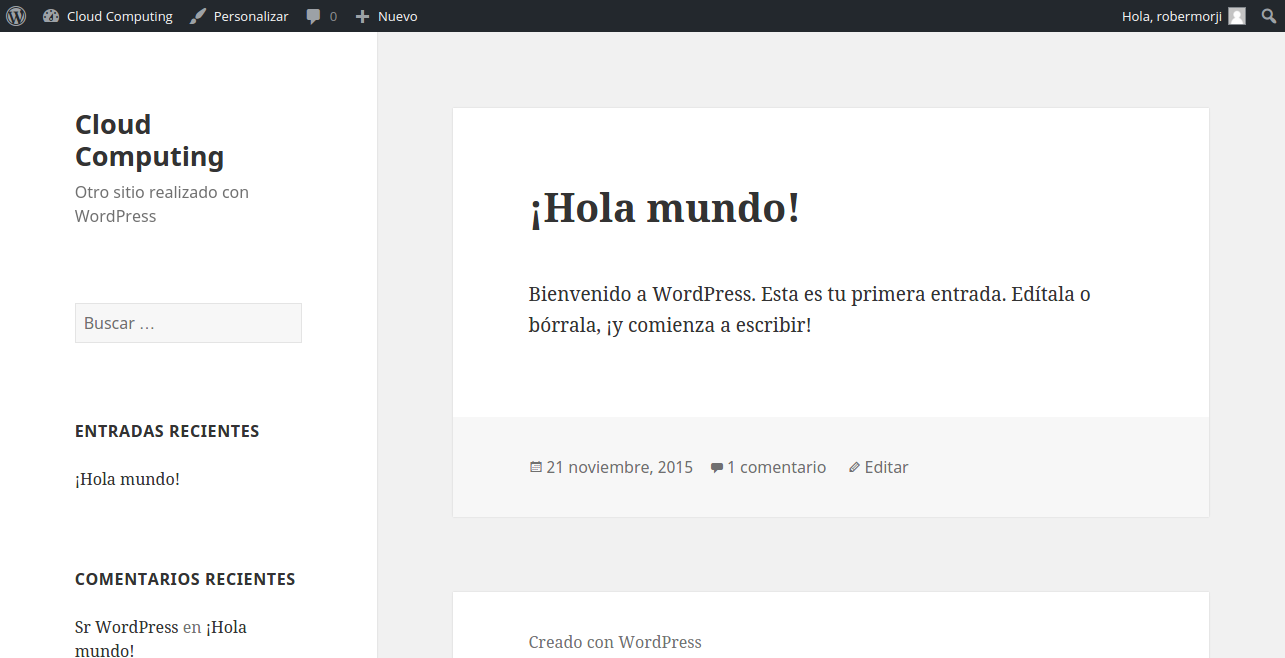 Cloud Computing Personalizar 0 Nuevo Hola, robermorji
Cloud
Computing
Otro sitio realizado con
WordPress
Buscar …
ENTRADAS RECIENTES
¡Hola mundo!
COMENTARIOS RECIENTES
Sr WordPress en ¡Hola
mundo!
¡Hola mundo!
Bienvenido a WordPress. Esta es tu primera entrada. Edítala o
bórrala, ¡y comienza a escribir!
21 noviembre, 2015 1 comentario Editar
Creado con WordPress